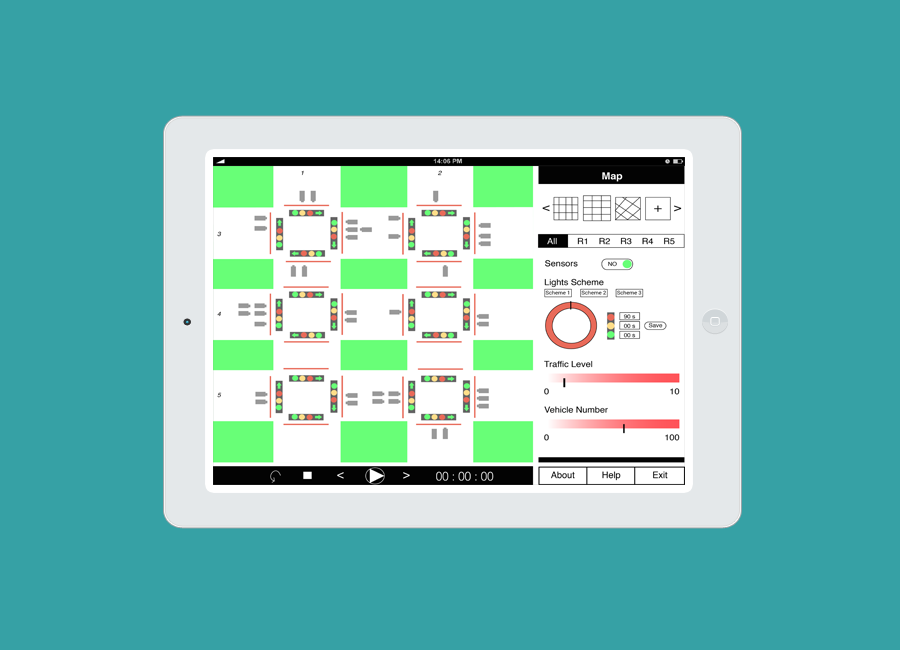 14:06 PM
1 2
3
4
5
Map
< + >
All R1 R2 R3 R4 R5
Sensors NO
Lights Scheme
Scheme 1 Scheme 2 Scheme 3
90 s
00 s Save
00 s
Traffic Level
0 10
Vehicle Number
0 100
< > 00 : 00 : 00
About Help Exit